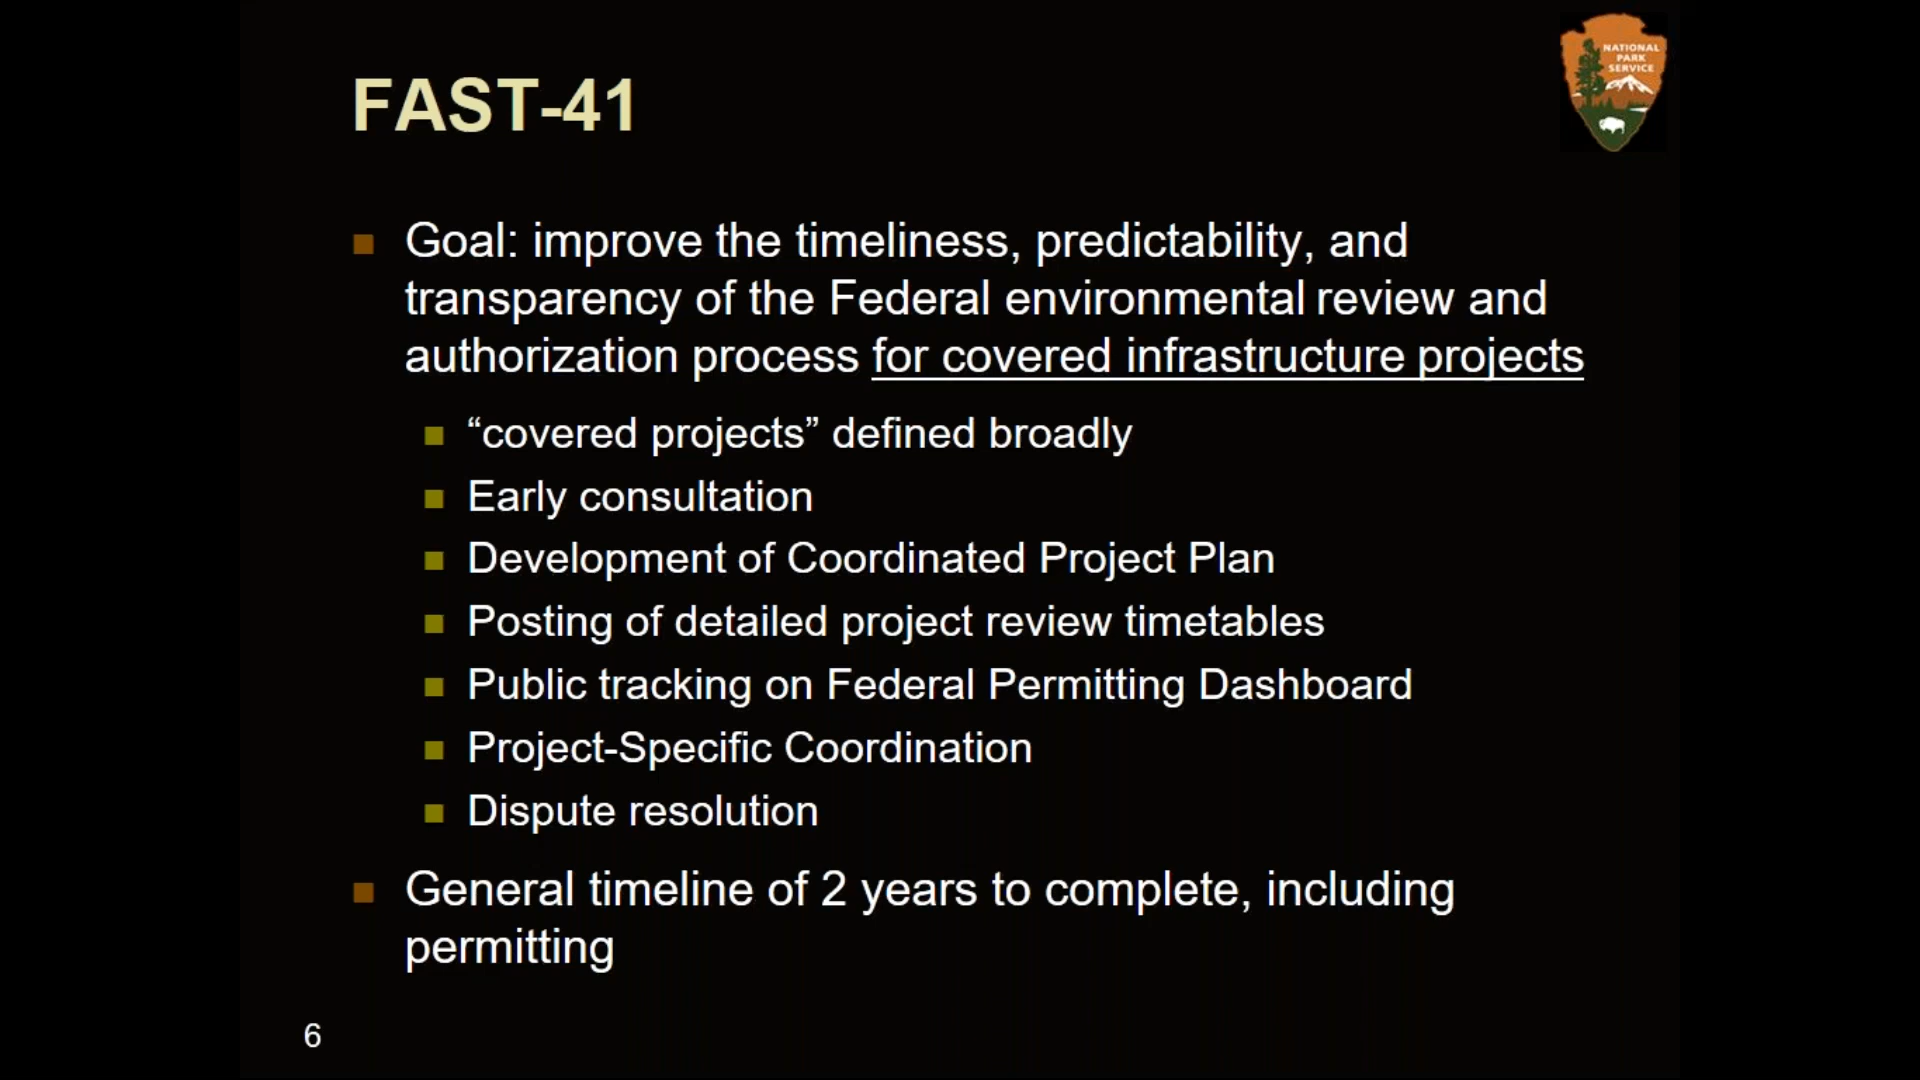 NATIONAL
PARK
SERVICE
FAST-41
Goal: improve the timeliness, predictability, and
transparency of the Federal environmental review and
authorization process for covered infrastructure projects
“covered projects” defined broadly
Early consultation
Development of Coordinated Project Plan
Posting of detailed project review timetables
Public tracking on Federal Permitting Dashboard
Project-Specific Coordination
Dispute resolution
General timeline of 2 years to complete, including
permitting
6